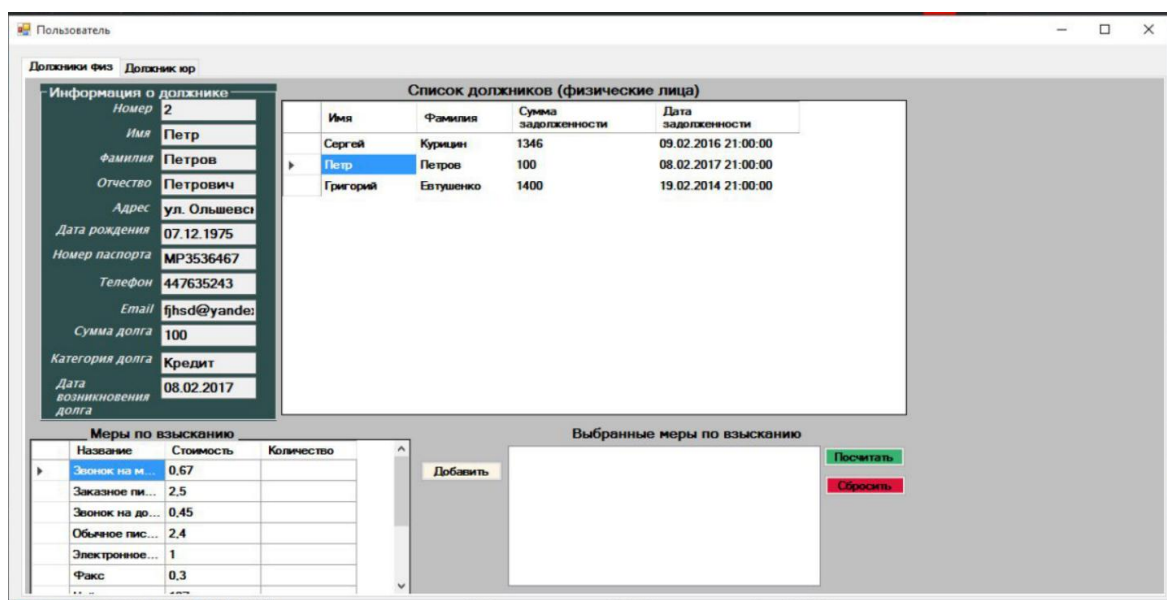 Пользователь
Должники физ Должник юр
Информация о должнике
Номер 2
Имя Петр
Фамилия Петров
Отчество Петрович
Адрес ул. Ольшевс
Дата рождения 07.12.1975
Номер паспорта МР3536467
Телефон 447635243
Email fjhsd@yande
Сумма долга 100
Категория долга Кредит
Дата возникновения долга 08.02.2017
Список должников (физические лица)
Имя Фамилия Сумма задолженности Дата задолженности
Сергей Курицин 1346 09.02.2016 21:00:00
Петр Петров 100 08.02.2017 21:00:00
Григорий Евтушенко 1400 19.02.2014 21:00:00
Меры по взысканию
Название Стоимость Количество
Звонок на м... 0,67
Заказное пи... 2,5
Звонок на до... 0,45
Обычное пис... 2,4
Электронное... 1
Факс 0,3
Добавить
Выбранные меры по взысканию
Посчитать
Сбросить